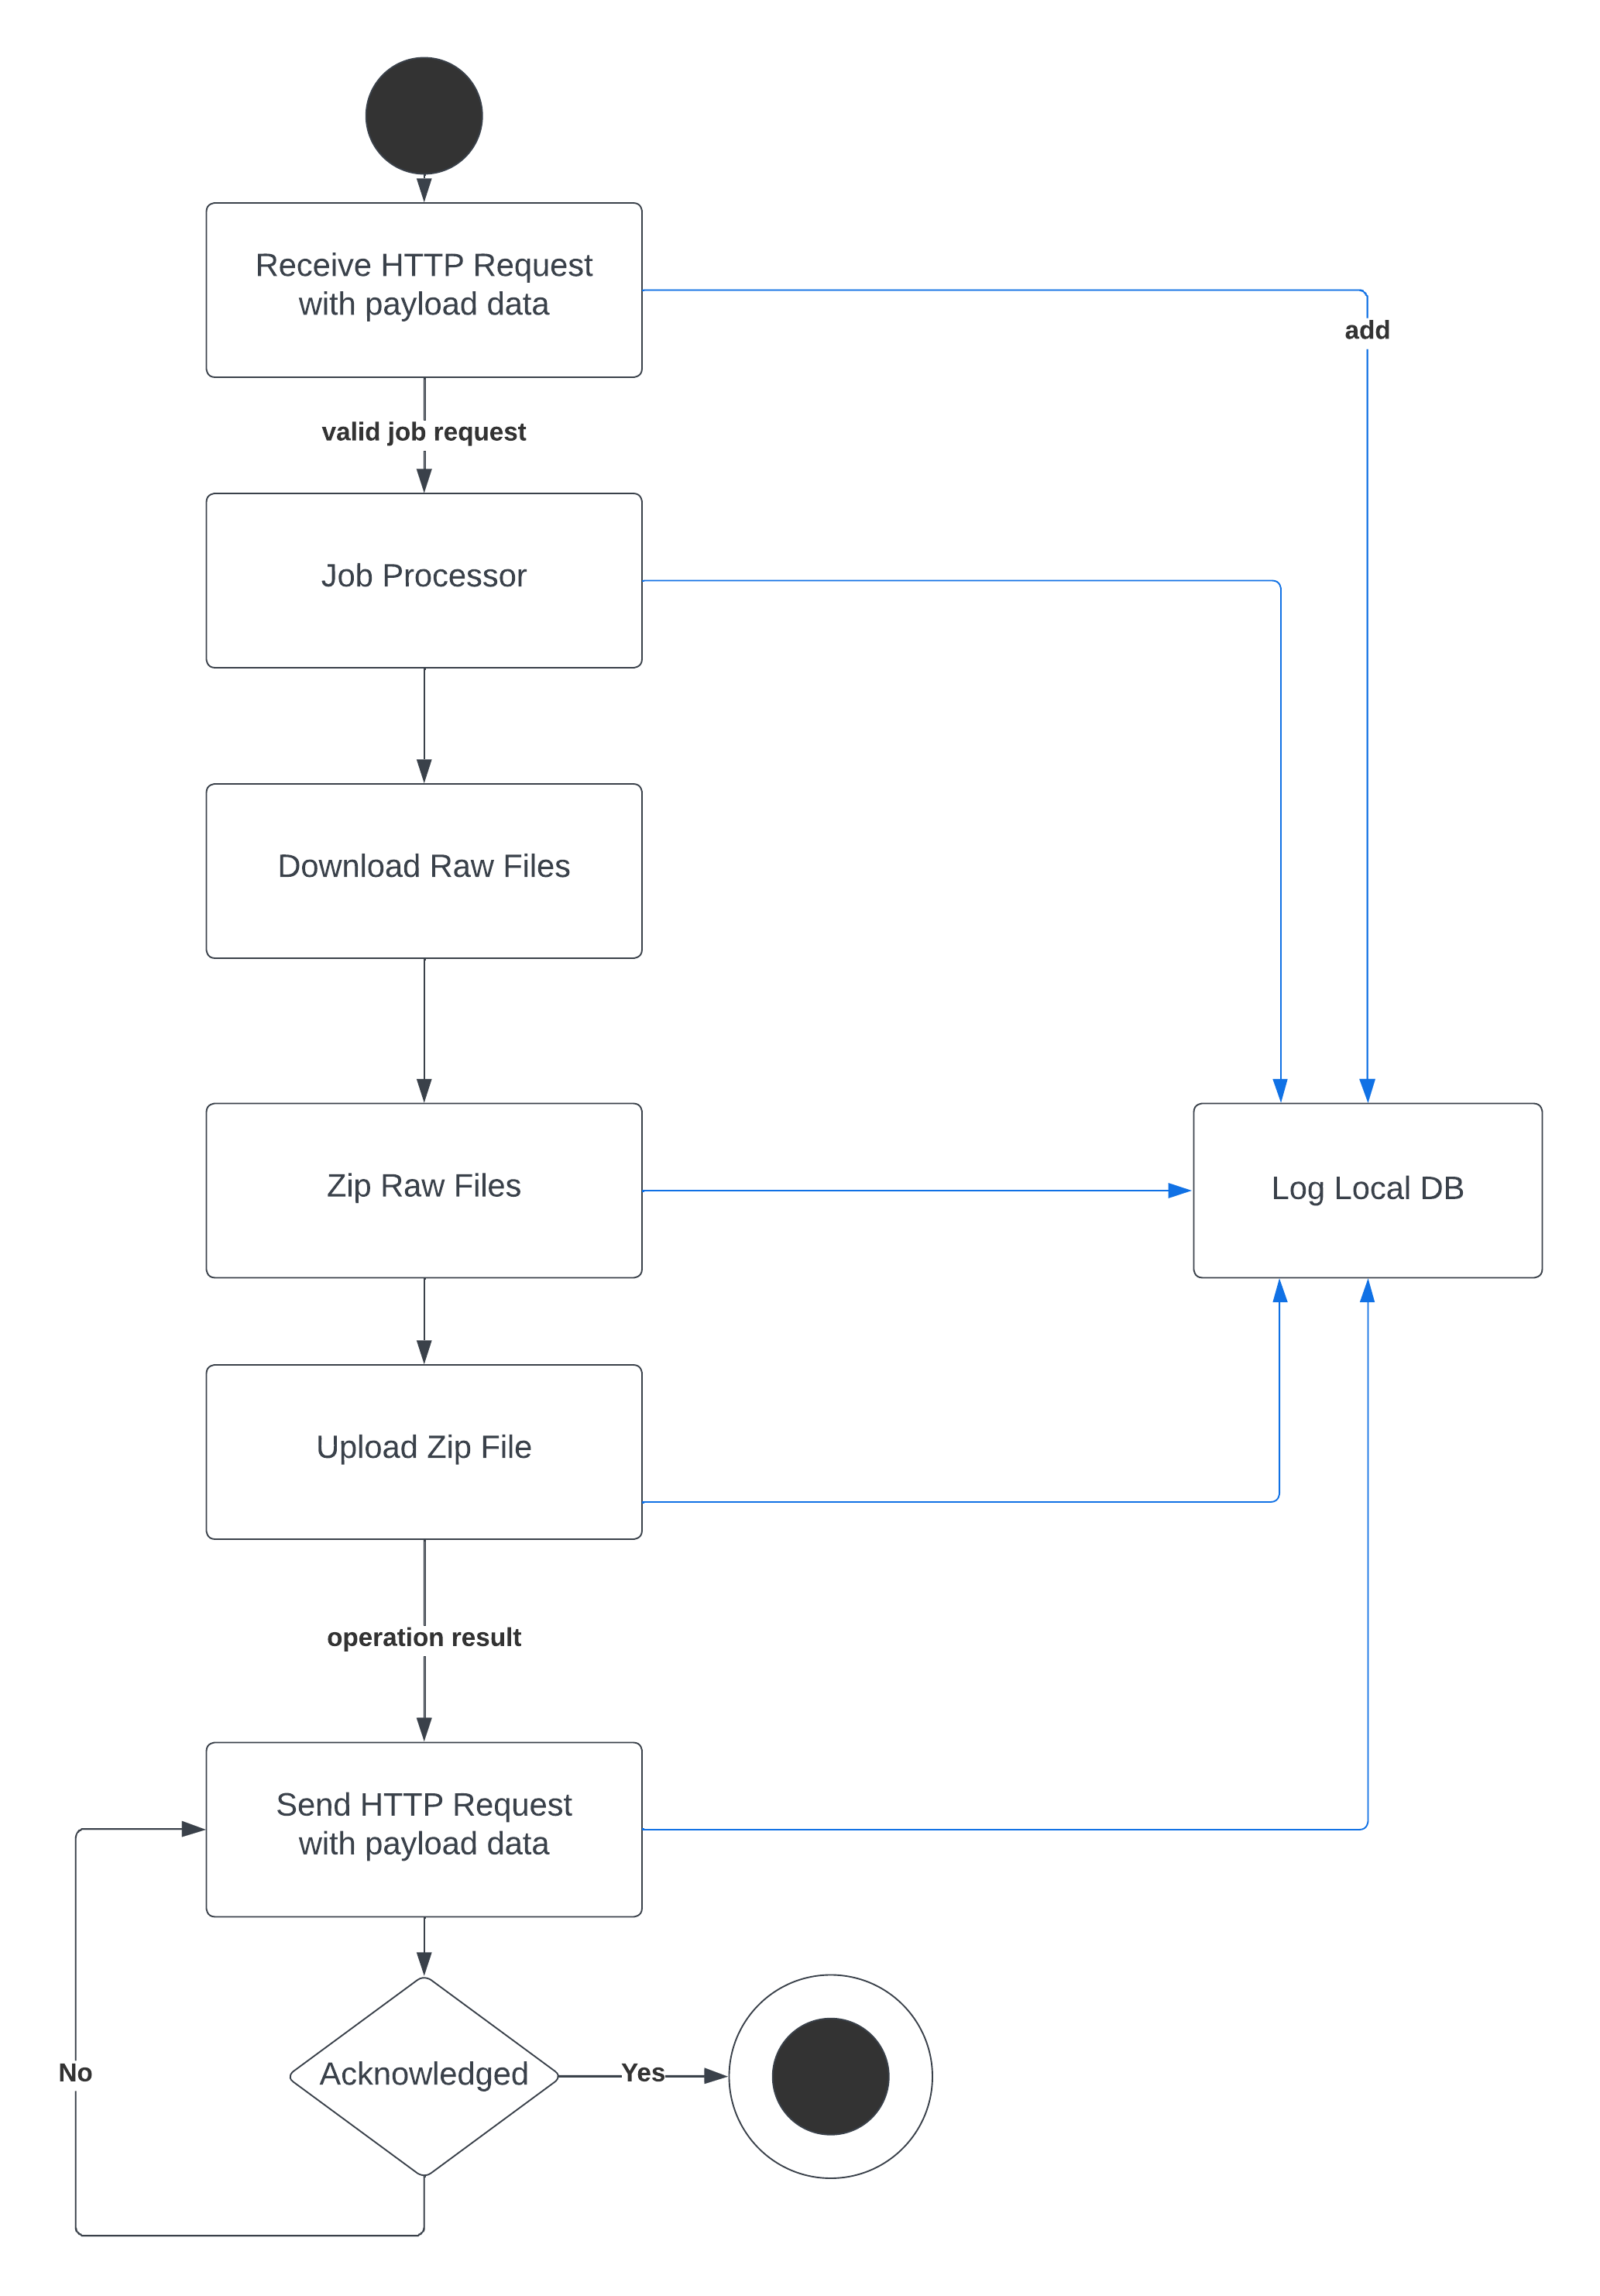 Receive HTTP Request
with payload data
add
valid job request
Job Processor
Download Raw Files
Zip Raw Files
Log Local DB
Upload Zip File
operation result
Send HTTP Request
with payload data
No
Acknowledged
Yes